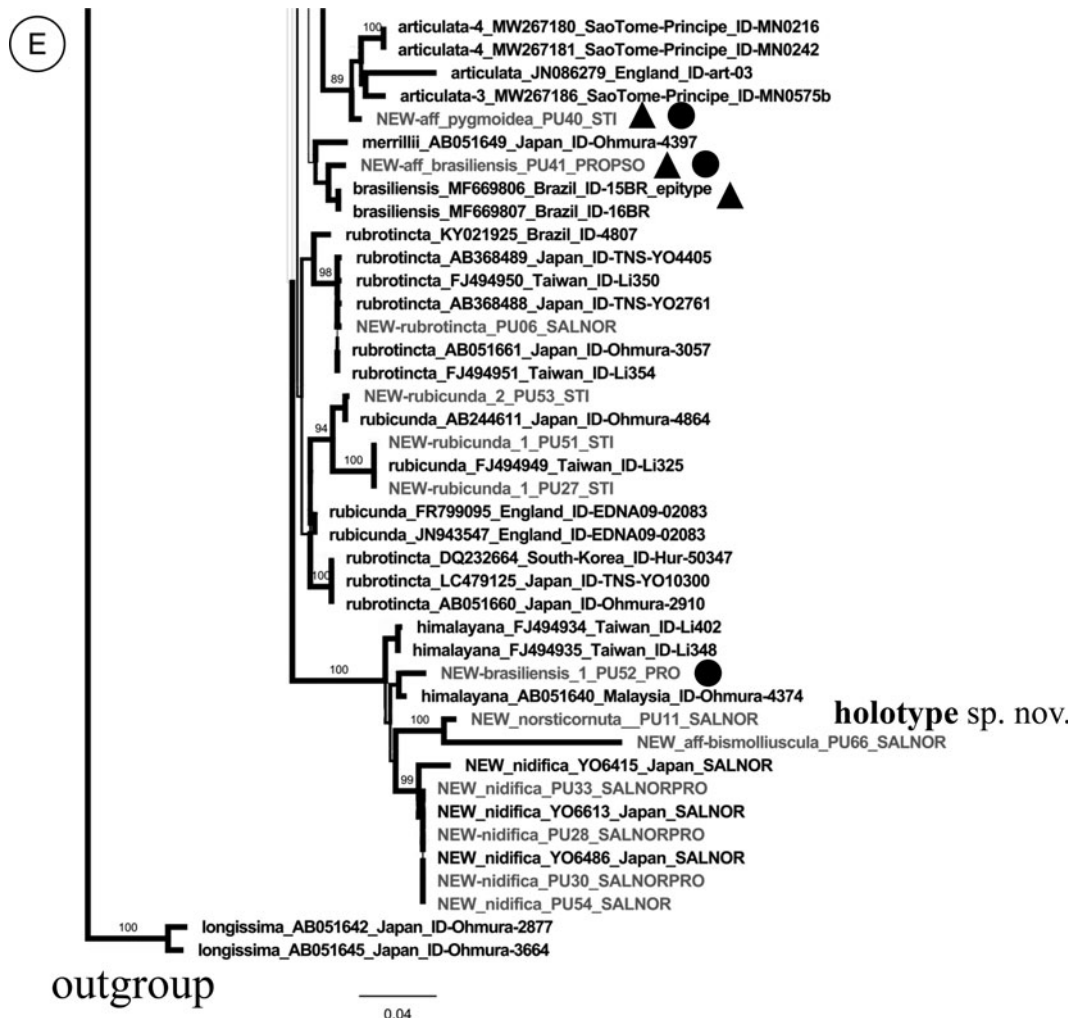 E
100
articulata-4_MW267180_SaoTome-Principe_ID-MN0216
articulata-4_MW267181_SaoTome-Principe_ID-MN0242
articulata_JN086279_England_ID-art-03
89
articulata-3_MW267186_SaoTome-Principe_ID-MN0575b
NEW-aff_pygmoidea_PU40_STI
merrillii_AB051649_Japan_ID-Ohmura-4397
NEW-aff_brasiliensis_PU41_PROPSO
brasiliensis_MF669806_Brazil_ID-15BR_epitype
brasiliensis_MF669807_Brazil_ID-16BR
rubrotincta_KY021925_Brazil_ID-4807
rubrotincta_AB368489_Japan_ID-TNS-YO4405
98
rubrotincta_FJ494950_Taiwan_ID-Li350
rubrotincta_AB368488_Japan_ID-TNS-YO2761
NEW-rubrotincta_PU06_SALNOR
rubrotincta_AB051661_Japan_ID-Ohmura-3057
rubrotincta_FJ494951_Taiwan_ID-Li354
NEW-rubicunda_2_PU53_STI
rubicunda_AB244611_Japan_ID-Ohmura-4864
94
NEW-rubicunda_1_PU51_STI
100
rubicunda_FJ494949_Taiwan_ID-Li325
NEW-rubicunda_1_PU27_STI
rubicunda_FR799095_England_ID-EDNA09-02083
rubicunda_JN943547_England_ID-EDNA09-02083
rubrotincta_DQ232664_South-Korea_ID-Hur-50347
100
rubrotincta_LC479125_Japan_ID-TNS-YO10300
rubrotincta_AB051660_Japan_ID-Ohmura-2910
himalayana_FJ494934_Taiwan_ID-Li402
himalayana_FJ494935_Taiwan_ID-Li348
100
NEW-brasiliensis_1_PU52_PRO
himalayana_AB051640_Malaysia_ID-Ohmura-4374
100
NEW_norsticornuta__PU11_SALNOR holotype sp. nov.
NEW_aff-bismolliuscula_PU66_SALNOR
NEW_nidifica_YO6415_Japan_SALNOR
99
NEW_nidifica_PU33_SALNORPRO
NEW_nidifica_YO6613_Japan_SALNOR
NEW-nidifica_PU28_SALNORPRO
NEW_nidifica_YO6486_Japan_SALNOR
NEW-nidifica_PU30_SALNORPRO
NEW_nidifica_PU54_SALNOR
100
longissima_AB051642_Japan_ID-Ohmura-2877
longissima_AB051645_Japan_ID-Ohmura-3664
outgroup
0.04